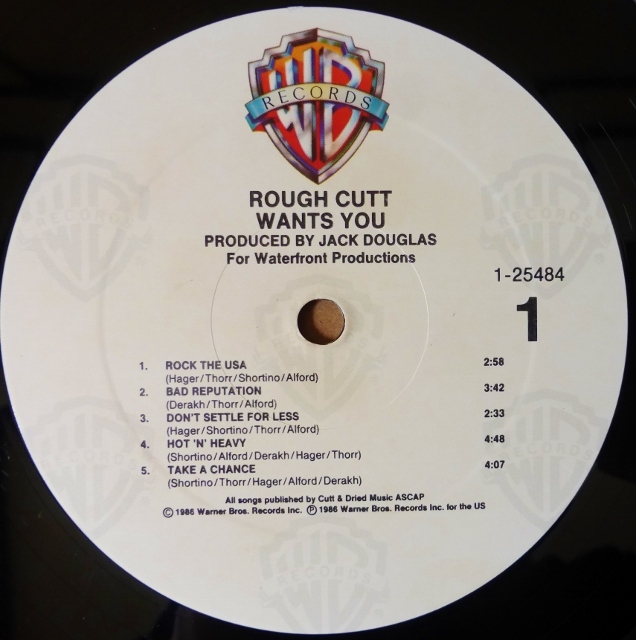 WB
RECORDS
ROUGH CUTT
WANTS YOU
PRODUCED BY JACK DOUGLAS
For Waterfront Productions
1-25484
1
1. ROCK THE USA 2:58
(Hager/Thorr/Shortino/Alford)
2. BAD REPUTATION 3:42
(Derakh/Thorr/Alford)
3. DON'T SETTLE FOR LESS 2:33
(Hager/Shortino/Thorr/Alford)
4. HOT 'N' HEAVY 4:48
(Shortino/Alford/Derakh/Hager/Thorr)
5. TAKE A CHANCE 4:07
(Shortino/Thorr/Hager/Alford/Derakh)
All songs published by Cutt & Dried Music ASCAP
© 1986 Warner Bros. Records Inc. ℗ 1986 Warner Bros. Records Inc. for the US